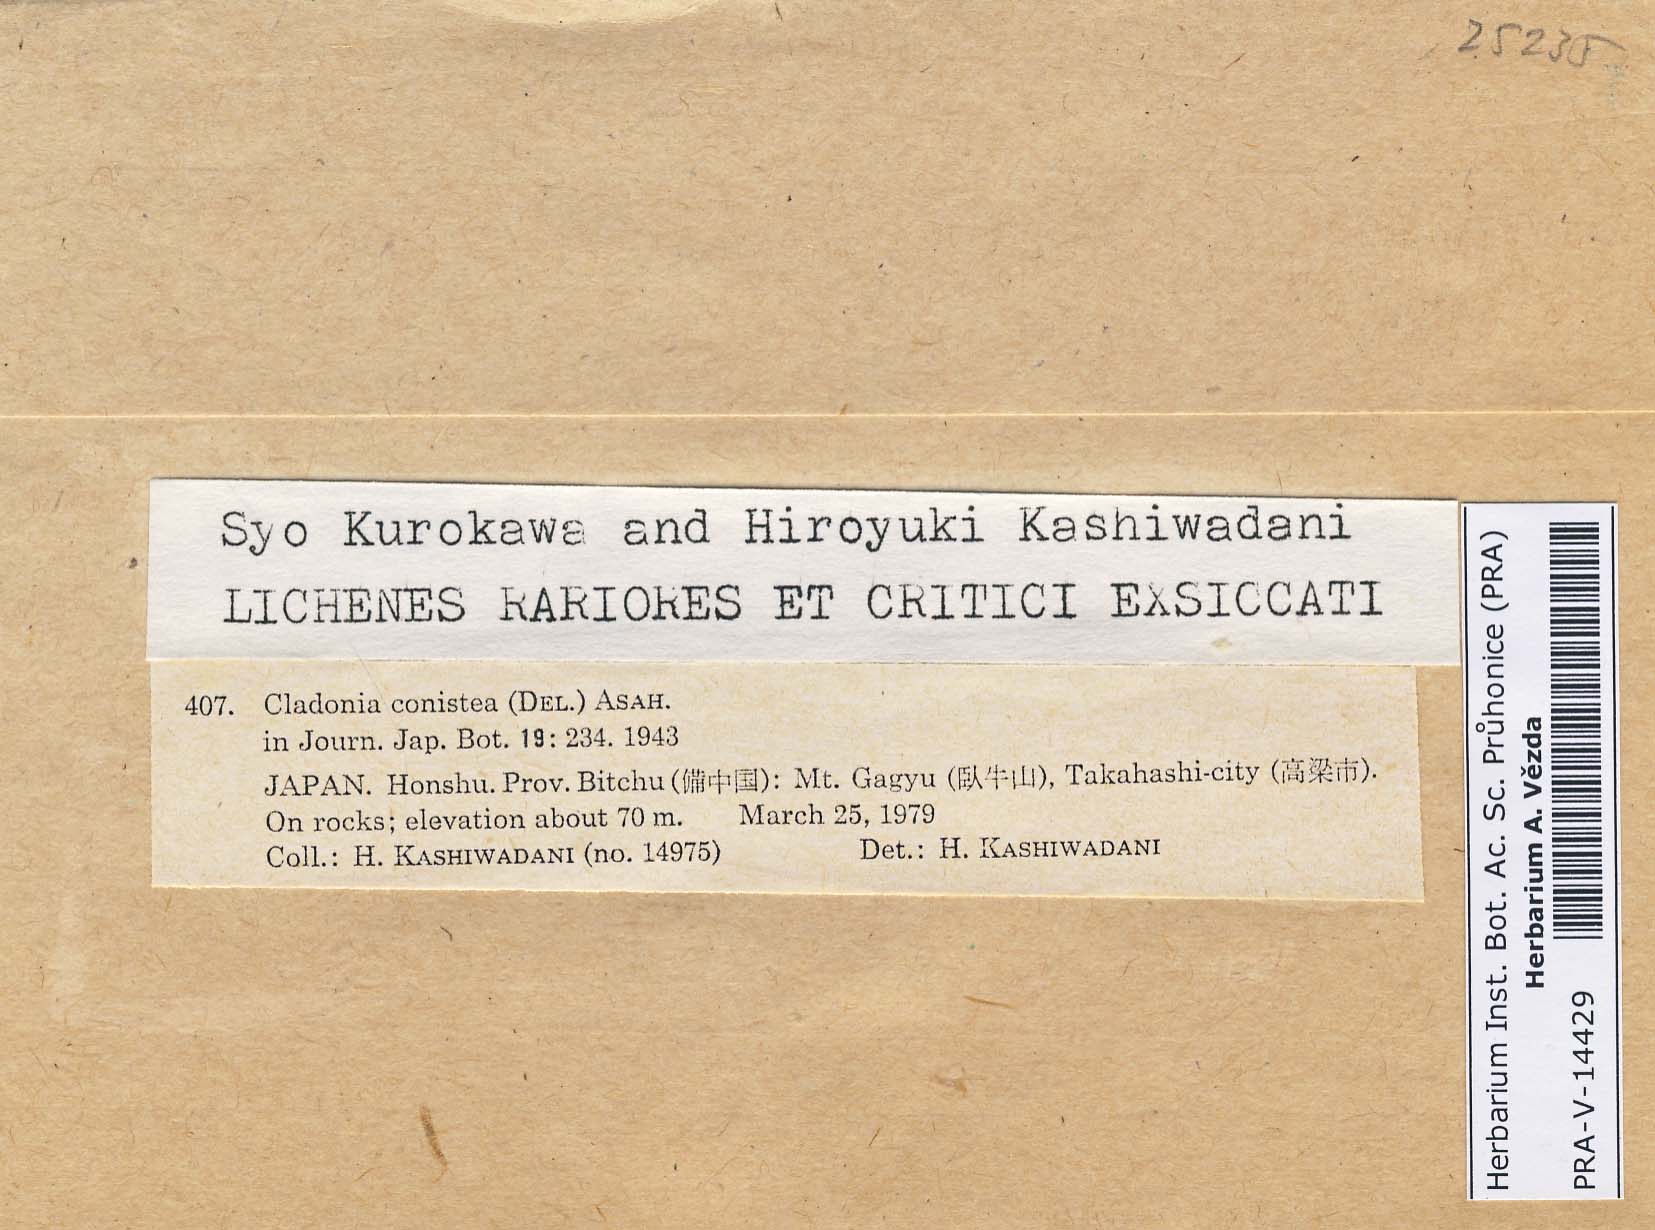 25235
Syo Kurokawa and Hiroyuki Kashiwadani
LICHENES RARIORES ET CRITICI EXSICCATI
407. Cladonia conistea (DEL.) ASAH.
in Journ. Jap. Bot. 19: 234. 1943
JAPAN. Honshu. Prov. Bitchu (備中国): Mt. Gagyu (臥牛山), Takahashi-city (高梁市).
On rocks; elevation about 70 m. March 25, 1979
Coll.: H. KASHIWADANI (no. 14975) Det.: H. KASHIWADANI
Herbarium Inst. Bot. Ac. Sc. Průhonice (PRA)
Herbarium A. Vězda
PRA-V-14429